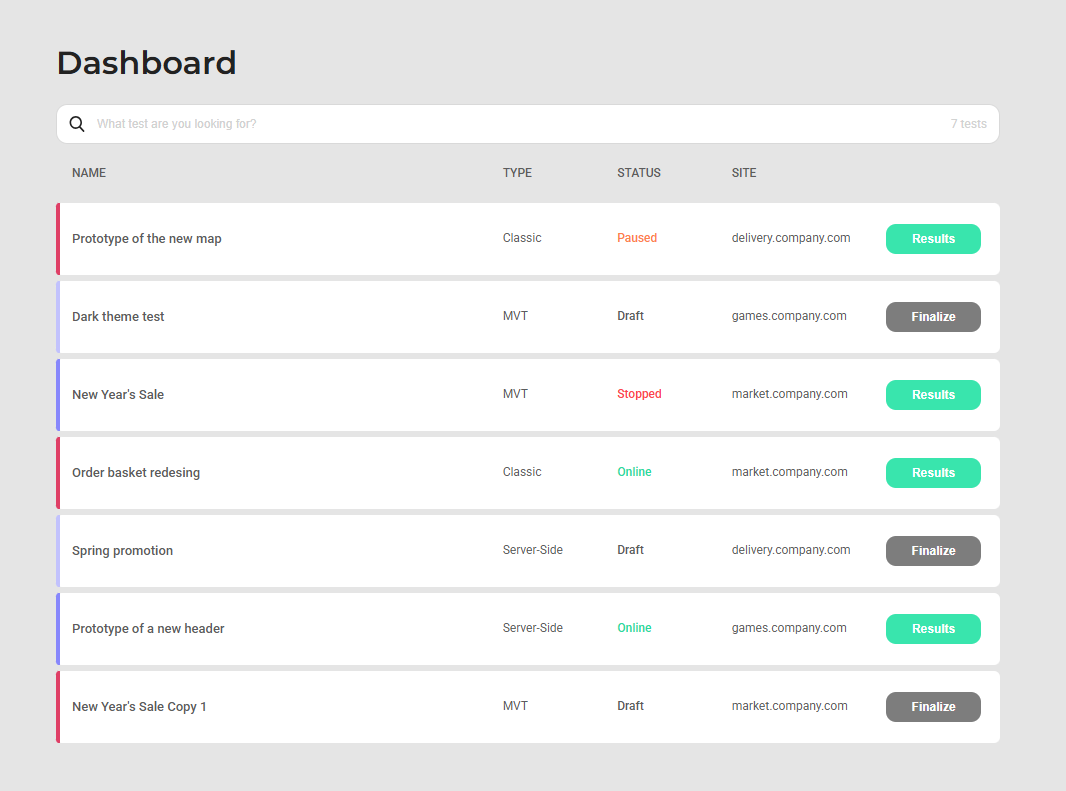 Dashboard
What test are you looking for? 7 tests
NAME TYPE STATUS SITE
Prototype of the new map Classic Paused delivery.company.com Results
Dark theme test MVT Draft games.company.com Finalize
New Year's Sale MVT Stopped market.company.com Results
Order basket redesing Classic Online market.company.com Results
Spring promotion Server-Side Draft delivery.company.com Finalize
Prototype of a new header Server-Side Online games.company.com Results
New Year's Sale Copy 1 MVT Draft market.company.com Finalize